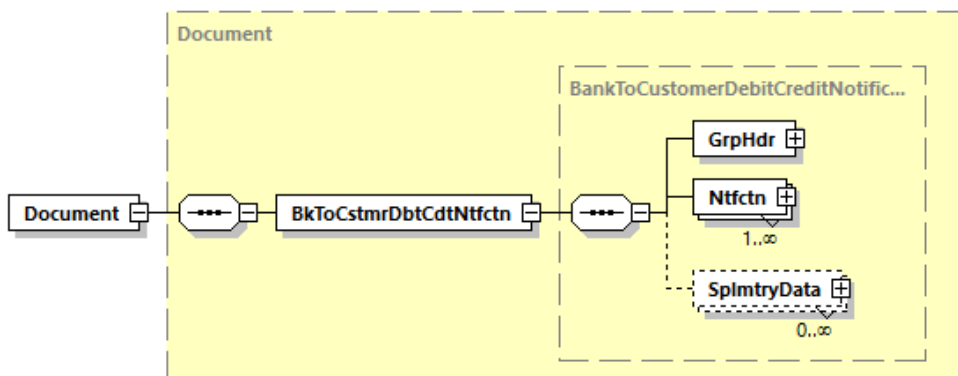 Document
BankToCustomerDebitCreditNotific...
GrpHdr
Document
BkToCstmrDbtCdtNtfctn
Ntfctn
1..∞
SplmtryData
0..∞